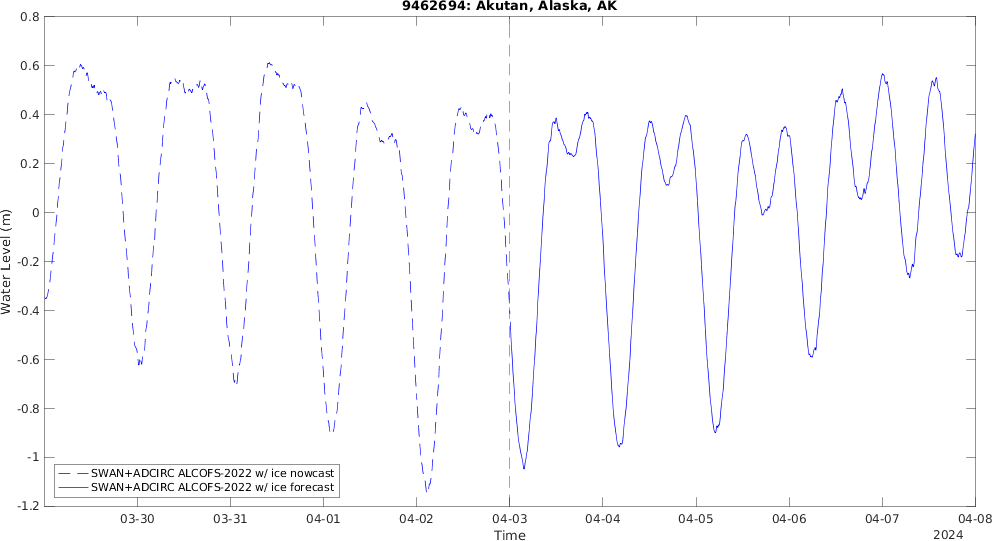 9462694: Akutan, Alaska, AK
0.8
0.6
0.4
0.2
0
-0.2
-0.4
-0.6
-0.8
-1
-1.2
Water Level (m)
SWAN+ADCIRC ALCOFS-2022 w/ ice nowcast
SWAN+ADCIRC ALCOFS-2022 w/ ice forecast
03-30 03-31 04-01 04-02 04-03 04-04 04-05 04-06 04-07 04-08
Time
2024